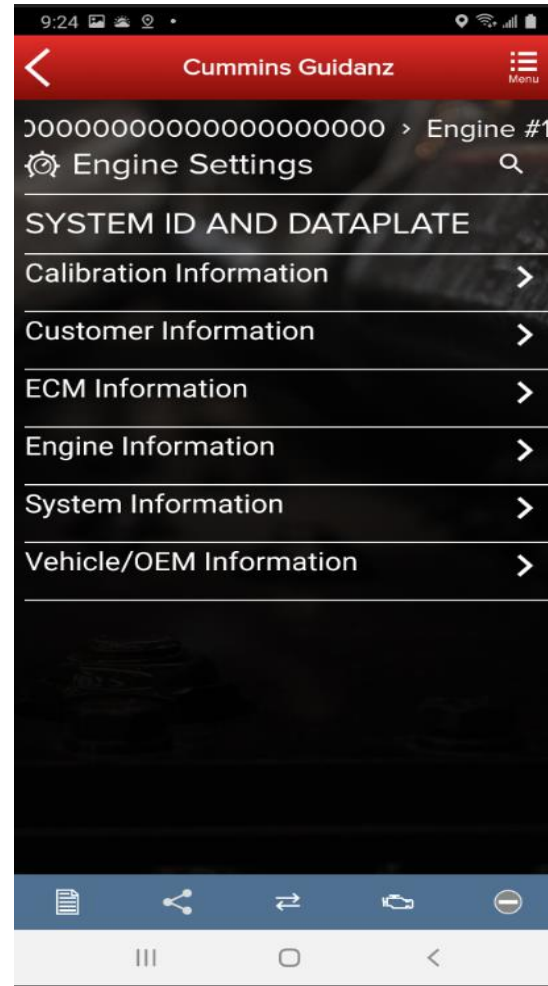 9:24
Cummins Guidanz
Menu
00000000000000000000 > Engine #1
Engine Settings
SYSTEM ID AND DATAPLATE
Calibration Information
Customer Information
ECM Information
Engine Information
System Information
Vehicle/OEM Information